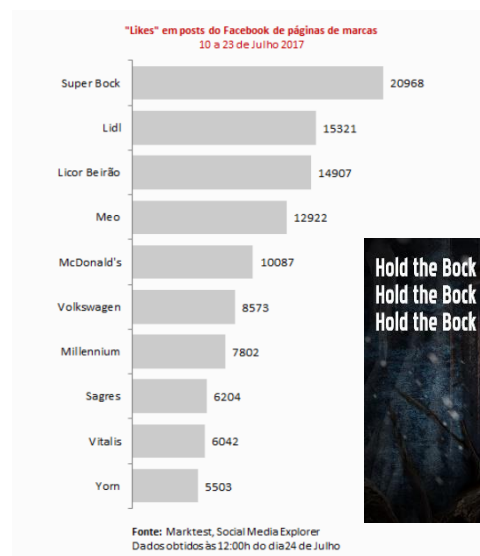 "Likes" em posts do Facebook de páginas de marcas
10 a 23 de Julho 2017
Super Bock 20968
Lidl 15321
Licor Beirão 14907
Meo 12922
McDonald's 10087
Volkswagen 8573
Millennium 7802
Sagres 6204
Vitalis 6042
Yorn 5503
Hold the Bock
Hold the Bock
Hold the Bock
Fonte: Marktest, Social Media Explorer
Dados obtidos às 12:00h do dia 24 de Julho